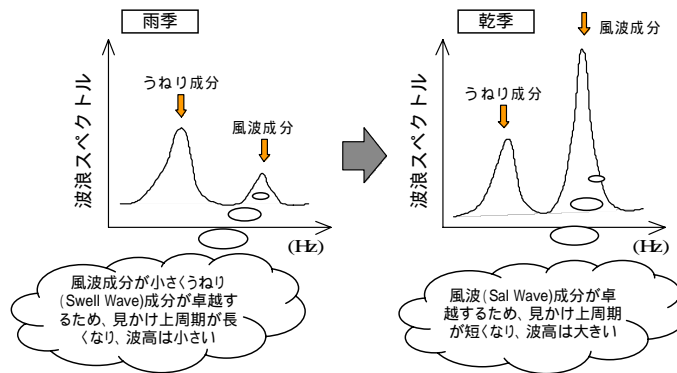 雨季
うねり成分
風波成分
波浪スペクトル
(Hz)
風波成分が小さくうねり
(Swell Wave)成分が卓越す
るため、見かけ上周期が長
くなり、波高は小さい
乾季
風波成分
うねり成分
波浪スペクトル
(Hz)
風波(Sal Wave)成分が卓
越するため、見かけ上周期
が短くなり、波高は大きい